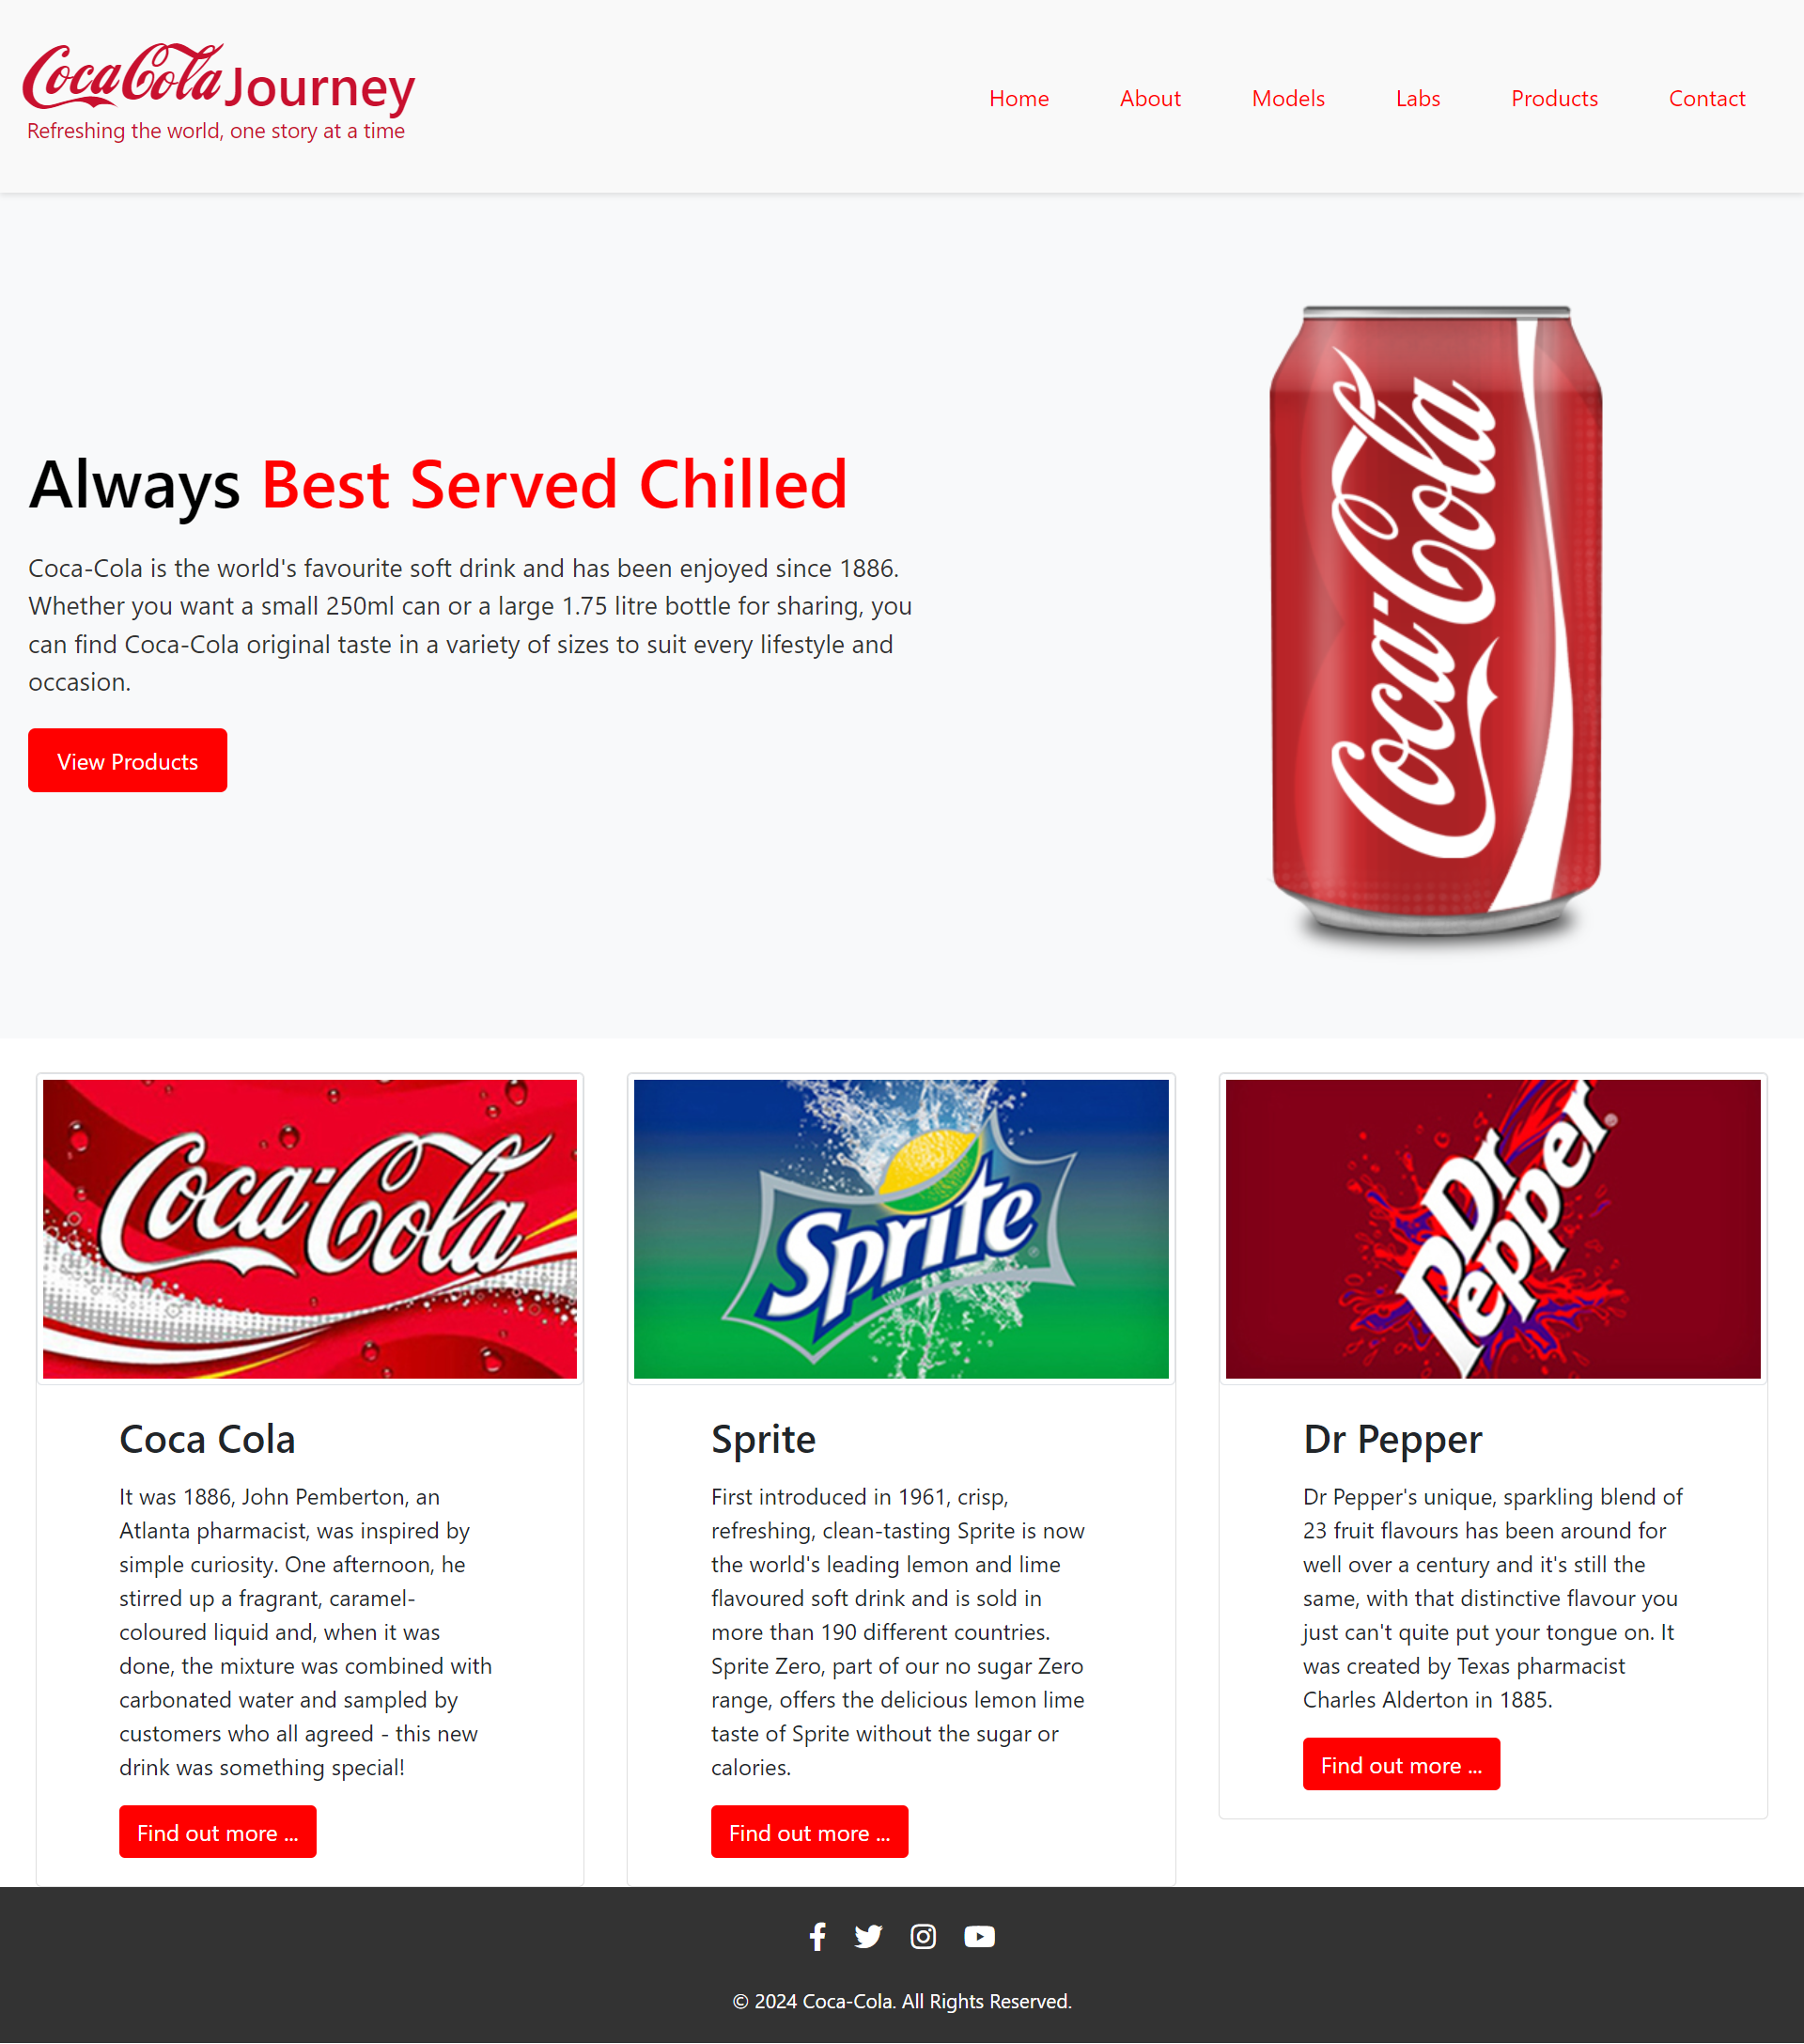 Coca Cola Journey
Refreshing the world, one story at a time
Home About Models Labs Products Contact
Always Best Served Chilled
Coca-Cola is the world's favourite soft drink and has been enjoyed since 1886.
Whether you want a small 250ml can or a large 1.75 litre bottle for sharing, you
can find Coca-Cola original taste in a variety of sizes to suit every lifestyle and
occasion.
View Products
Coca-Cola
Coca-Cola
Sprite
Dr Pepper
Coca Cola
It was 1886, John Pemberton, an
Atlanta pharmacist, was inspired by
simple curiosity. One afternoon, he
stirred up a fragrant, caramel-
coloured liquid and, when it was
done, the mixture was combined with
carbonated water and sampled by
customers who all agreed - this new
drink was something special!
Find out more ...
Sprite
First introduced in 1961, crisp,
refreshing, clean-tasting Sprite is now
the world's leading lemon and lime
flavoured soft drink and is sold in
more than 190 different countries.
Sprite Zero, part of our no sugar Zero
range, offers the delicious lemon lime
taste of Sprite without the sugar or
calories.
Find out more ...
Dr Pepper
Dr Pepper's unique, sparkling blend of
23 fruit flavours has been around for
well over a century and it's still the
same, with that distinctive flavour you
just can't quite put your tongue on. It
was created by Texas pharmacist
Charles Alderton in 1885.
Find out more ...
© 2024 Coca-Cola. All Rights Reserved.